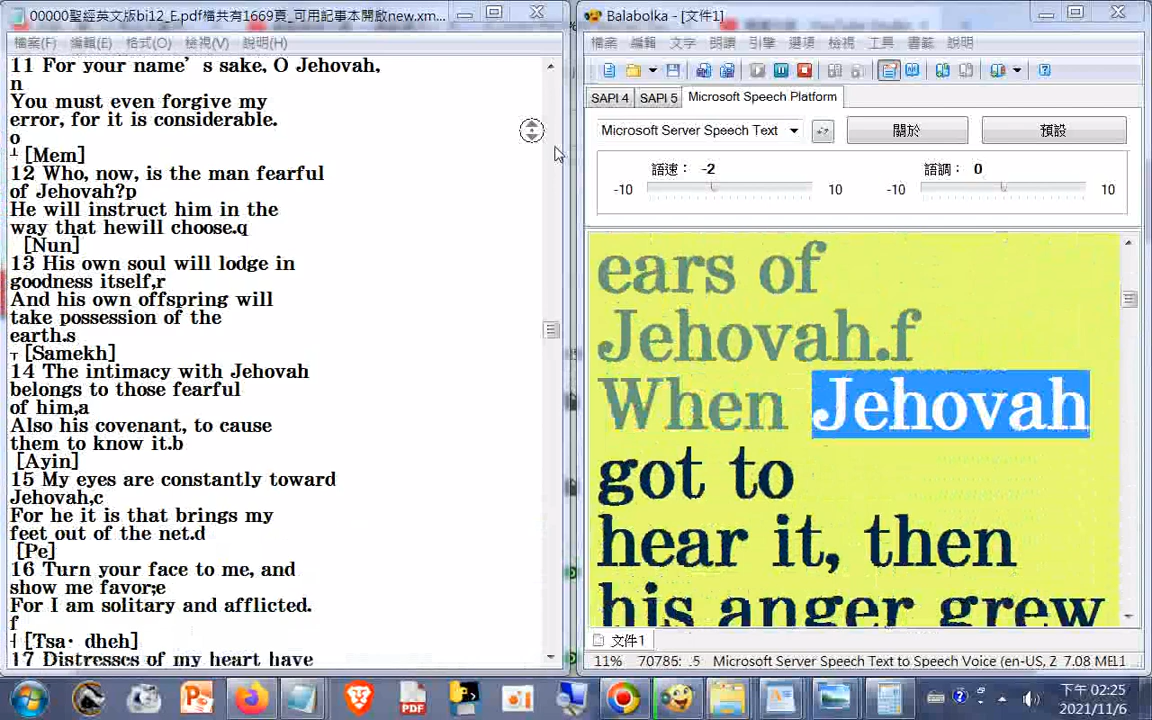 00000聖經英文版bi12_E.pdf檔共有1669頁_可用記事本開啟new.xm...
檔案(F) 編輯(E) 格式(O) 檢視(V) 說明(H)
11 For your name's sake, O Jehovah,
n
You must even forgive my
error, for it is considerable.
o
[Mem]
12 Who, now, is the man fearful
of Jehovah?p
He will instruct him in the
way that hewill choose.q
[Nun]
13 His own soul will lodge in
goodness itself,r
And his own offspring will
take possession of the
earth.s
[Samekh]
14 The intimacy with Jehovah
belongs to those fearful
of him,a
Also his covenant, to cause
them to know it.b
[Ayin]
15 My eyes are constantly toward
Jehovah,c
For he it is that brings my
feet out of the net.d
[Pe]
16 Turn your face to me, and
show me favor;e
For I am solitary and afflicted.
f
[Tsa·dheh]
17 Distresses of my heart have
Balabolka - [文件1]
檔案 編輯 文字 朗讀 引擎 選項 檢視 工具 書籤 說明
SAPI 4 SAPI 5 Microsoft Speech Platform
Microsoft Server Speech Text 關於 預設
語速: -2 語調: 0
-10 10 -10 10
ears of
Jehovah.f
When Jehovah
got to
hear it, then
his anger grew
文件1
11% 70785: .5 Microsoft Server Speech Text to Speech Voice (en-US, 2 7.08 ME11
PDF
下午 02:25
2021/11/6